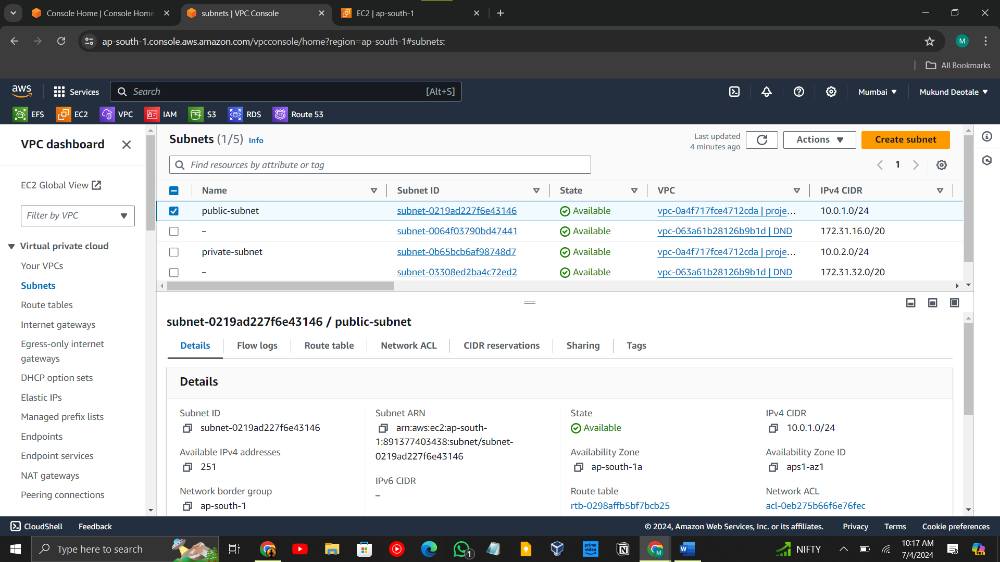 Console Home | Console Home
subnets | VPC Console
EC2 | ap-south-1
ap-south-1.console.aws.amazon.com/vpcconsole/home?region=ap-south-1#subnets:
M
All Bookmarks
aws
Services
Search
[Alt+S]
Mumbai
Mukund Deotale
EFS
EC2
VPC
IAM
S3
RDS
Route 53
VPC dashboard
EC2 Global View
Filter by VPC
Virtual private cloud
Your VPCs
Subnets
Route tables
Internet gateways
Egress-only internet
gateways
DHCP option sets
Elastic IPs
Managed prefix lists
Endpoints
Endpoint services
NAT gateways
Peering connections
Subnets (1/5) Info
Last updated
4 minutes ago
Actions
Create subnet
Find resources by attribute or tag
1
Name Subnet ID State VPC IPv4 CIDR
public-subnet subnet-0219ad227f6e43146 Available vpc-0a4f717fce4712cda | proje… 10.0.1.0/24
– subnet-0064f03790bd47441 Available vpc-063a61b28126b9b1d | DND 172.31.16.0/20
private-subnet subnet-0b65bcb6af98748d7 Available vpc-0a4f717fce4712cda | proje… 10.0.2.0/24
– subnet-03308ed2ba4c72ed2 Available vpc-063a61b28126b9b1d | DND 172.31.32.0/20
subnet-0219ad227f6e43146 / public-subnet
Details Flow logs Route table Network ACL CIDR reservations Sharing Tags
Details
Subnet ID
subnet-0219ad227f6e43146
Available IPv4 addresses
251
Network border group
ap-south-1
Subnet ARN
arn:aws:ec2:ap-south-
1:891377403438:subnet/subnet-
0219ad227f6e43146
IPv6 CIDR
–
State
Available
Availability Zone
ap-south-1a
Route table
rtb-0298affb5bf7bcb25
IPv4 CIDR
10.0.1.0/24
Availability Zone ID
aps1-az1
Network ACL
acl-0eb275b66f6e76fec
CloudShell
Feedback
© 2024, Amazon Web Services, Inc. or its affiliates.
Privacy
Terms
Cookie preferences
Type here to search
1
prime
video
M
W
NIFTY
10:17 AM
7/4/2024
PRE